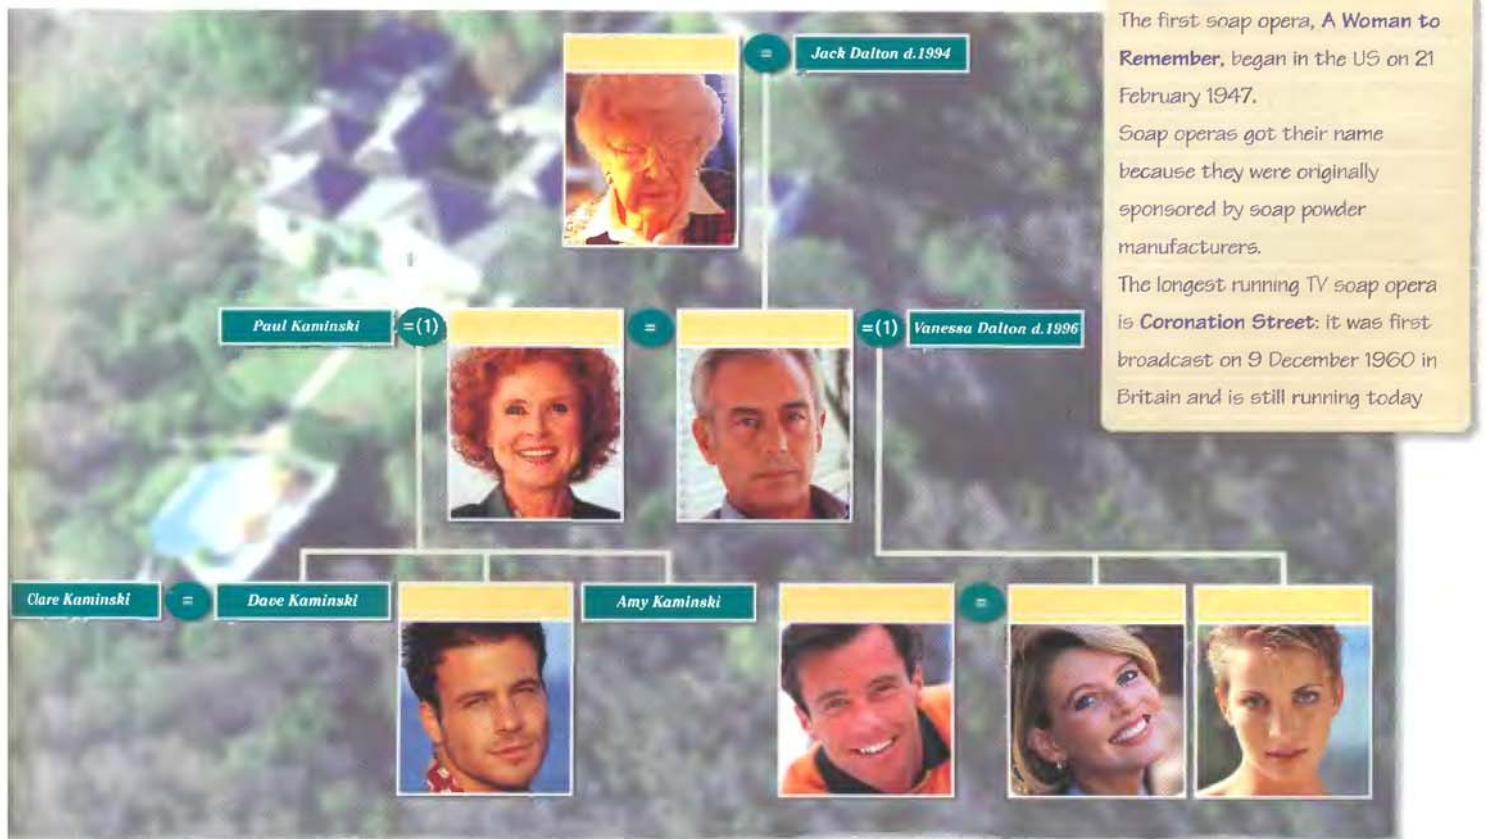 The first soap opera, A Woman to
Remember, began in the US on 21
February 1947.
Soap operas got their name
because they were originally
sponsored by soap powder
manufacturers.
The longest running TV soap opera
is Coronation Street: it was first
broadcast on 9 December 1960 in
Britain and is still running today
= Jack Dalton d.1994
Paul Kaminski =(1) = =(1) Vanessa Dalton d.1996
Clare Kaminski = Dave Kaminski Amy Kaminski =